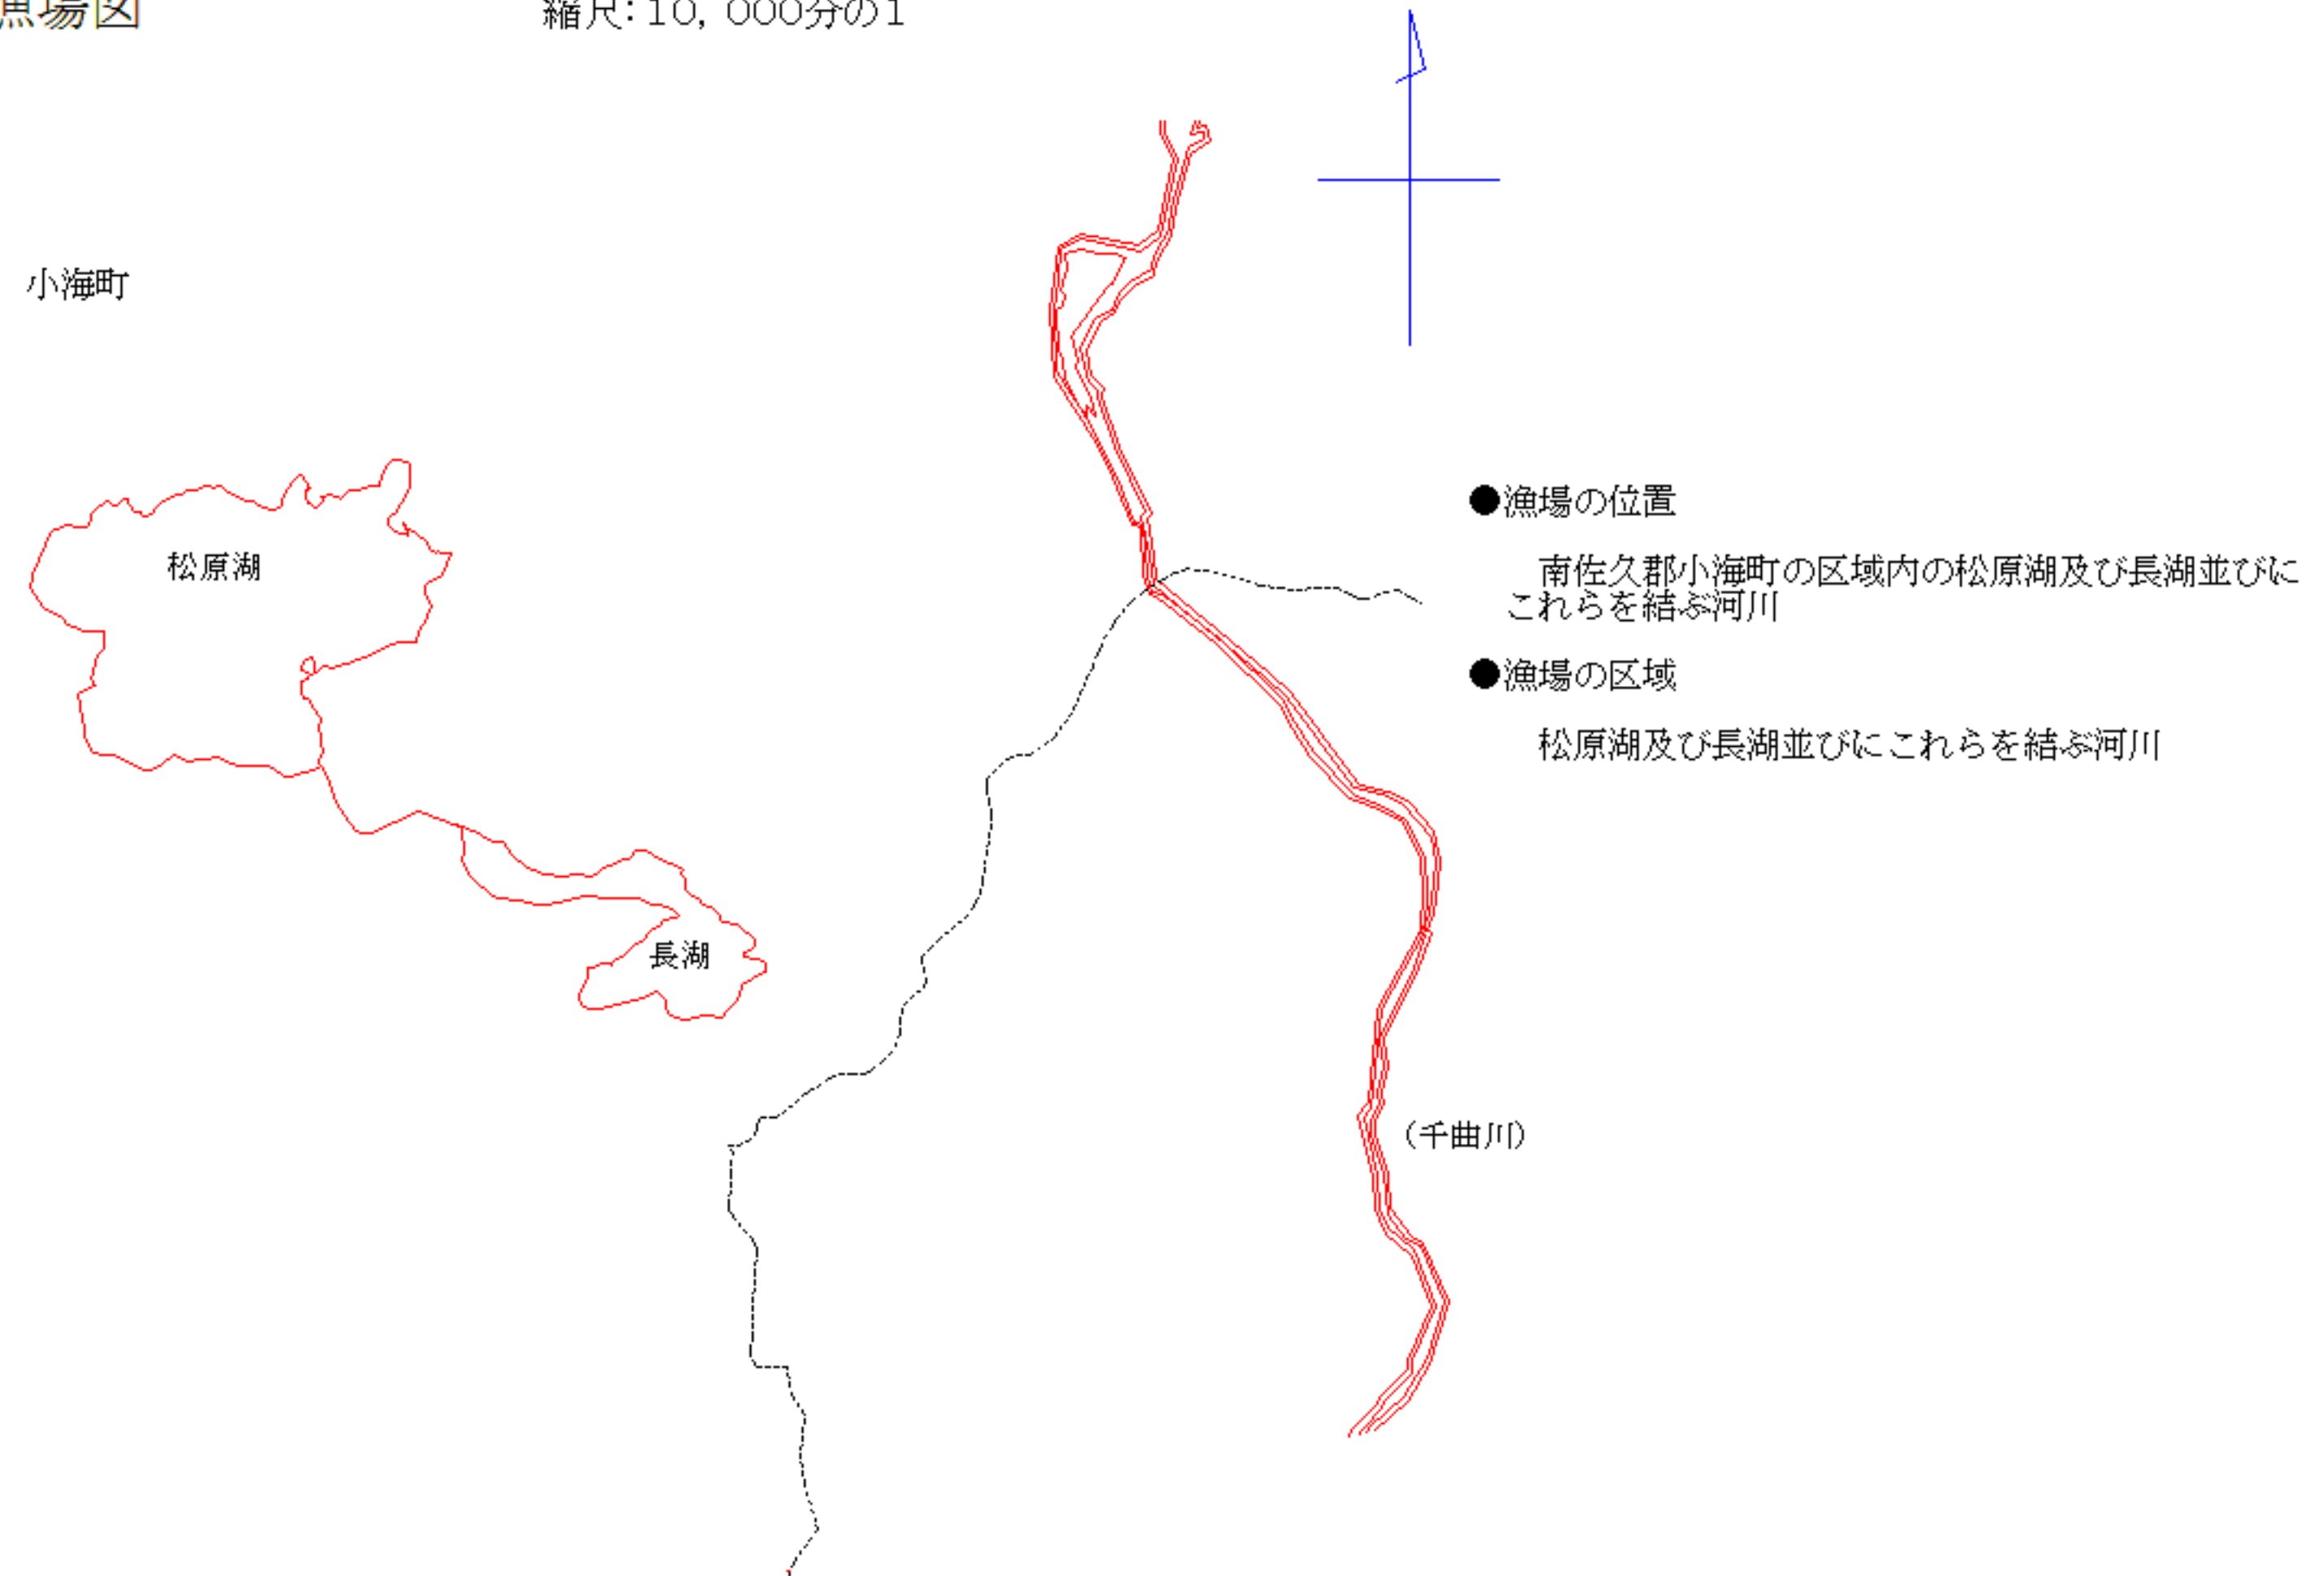 漁場図
縮尺：10，000分の1
小海町
●漁場の位置
南佐久郡小海町の区域内の松原湖及び長湖並びに
これらを結ぶ河川
松原湖
●漁場の区域
松原湖及び長湖並びにこれらを結ぶ河川
長湖
（千曲川）